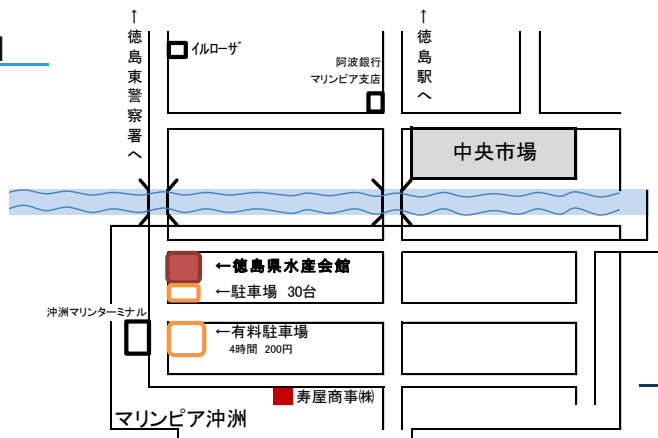 ↑徳島東警察署へ
イルローザ
阿波銀行
マリンピア支店
↑徳島駅へ
中央市場
←徳島県水産会館
←駐車場 30台
沖洲マリンターミナル
←有料駐車場
4時間 200円
寿屋商事㈱
マリンピア沖洲